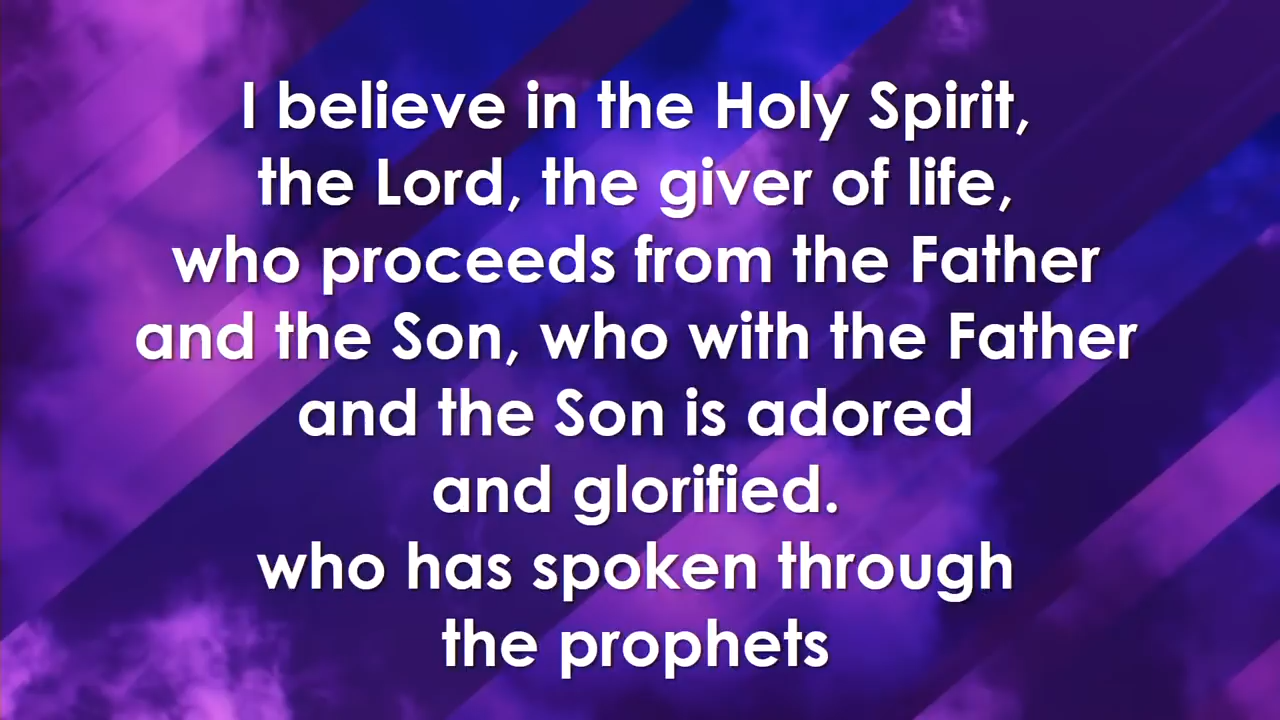 I believe in the Holy Spirit,
the Lord, the giver of life,
who proceeds from the Father
and the Son, who with the Father
and the Son is adored
and glorified.
who has spoken through
the prophets